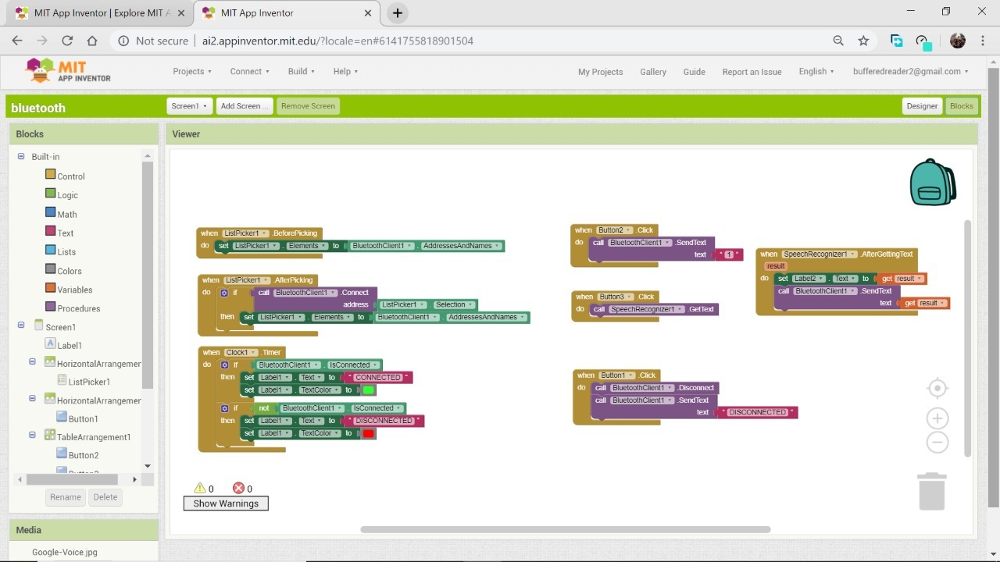 MIT App Inventor | Explore MIT A
MIT App Inventor
Not secure | ai2.appinventor.mit.edu/?locale=en#6141755818901504
MIT
APP INVENTOR
Projects
Connect
Build
Help
My Projects
Gallery
Guide
Report an Issue
English
bufferedreader2@gmail.com
bluetooth
Screen1
Add Screen ...
Remove Screen
Designer
Blocks
Blocks
Built-in
Control
Logic
Math
Text
Lists
Colors
Variables
Procedures
Screen1
Label1
HorizontalArrangemen
ListPicker1
HorizontalArrangemen
Button1
TableArrangement1
Button2
Rename
Delete
Media
Google-Voice.jpg
Viewer
when ListPicker1 .BeforePicking
do set ListPicker1 . Elements to BluetoothClient1 . AddressesAndNames
when ListPicker1 .AfterPicking
do if call BluetoothClient1 .Connect
address ListPicker1 . Selection
then set ListPicker1 . Elements to BluetoothClient1 . AddressesAndNames
when Clock1 .Timer
do if BluetoothClient1 . IsConnected
then set Label1 . Text to " CONNECTED "
set Label1 . TextColor to
if not BluetoothClient1 . IsConnected
then set Label1 . Text to " DISCONNECTED "
set Label1 . TextColor to
0 0
Show Warnings
when Button2 .Click
do call BluetoothClient1 .SendText
text " 1 "
when Button3 .Click
do call SpeechRecognizer1 .GetText
when Button1 .Click
do call BluetoothClient1 .Disconnect
call BluetoothClient1 .SendText
text " DISCONNECTED "
when SpeechRecognizer1 .AfterGettingText
result
do set Label2 . Text to get result
call BluetoothClient1 .SendText
text get result